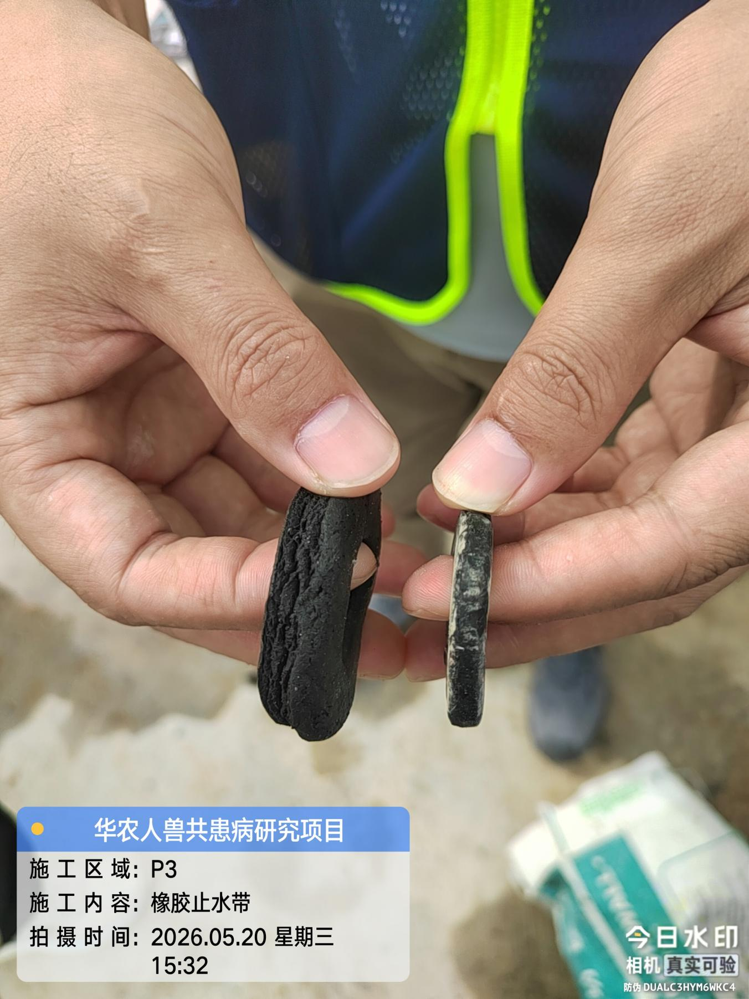 华农人兽共患病研究项目
施工区域: P3
施工内容: 橡胶止水带
拍摄时间: 2026.05.20 星期三
15:32
今日水印
相机 真实可验
防伪 DUALC3HYM6WKC4